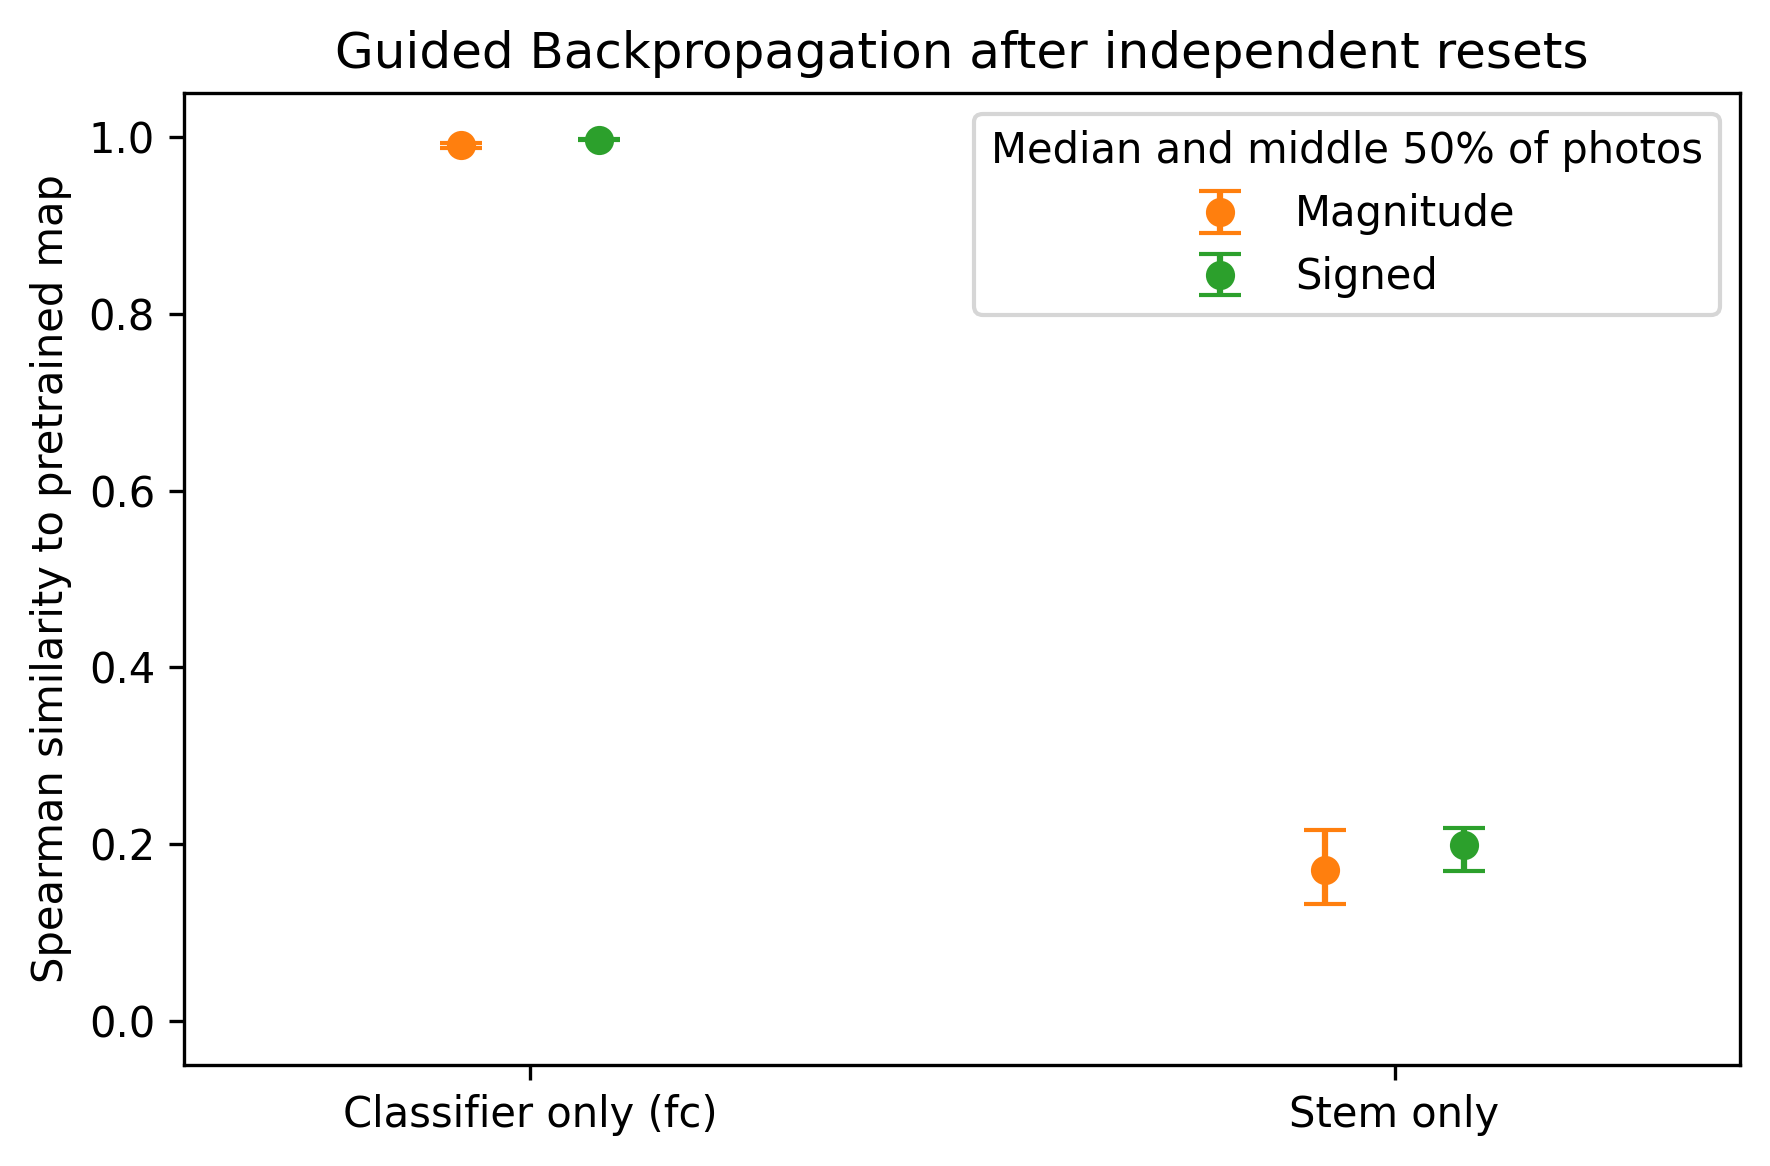 Guided Backpropagation after independent resets
Spearman similarity to pretrained map
1.0
0.8
0.6
0.4
0.2
0.0
Median and middle 50% of photos
Magnitude
Signed
Classifier only (fc)
Stem only